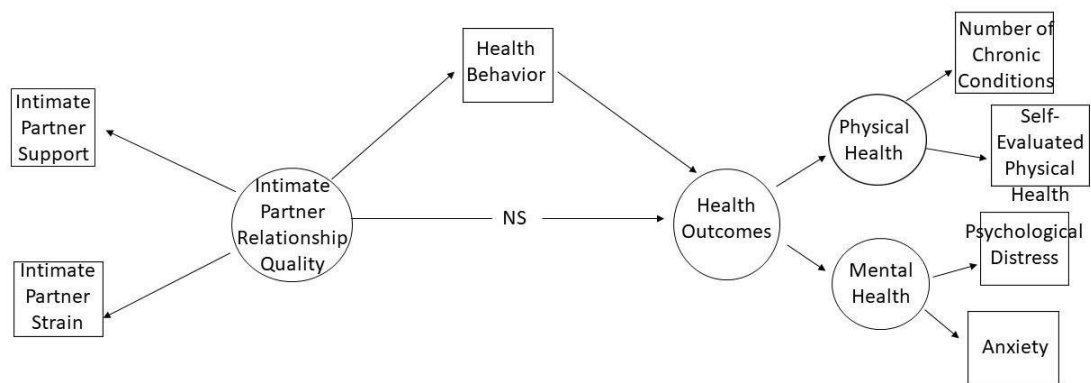 Intimate
Partner
Support
Intimate
Partner
Strain
Intimate
Partner
Relationship
Quality
Health
Behavior
NS
Health
Outcomes
Physical
Health
Mental
Health
Number of
Chronic
Conditions
Self-
Evaluated
Physical
Health
Psychological
Distress
Anxiety